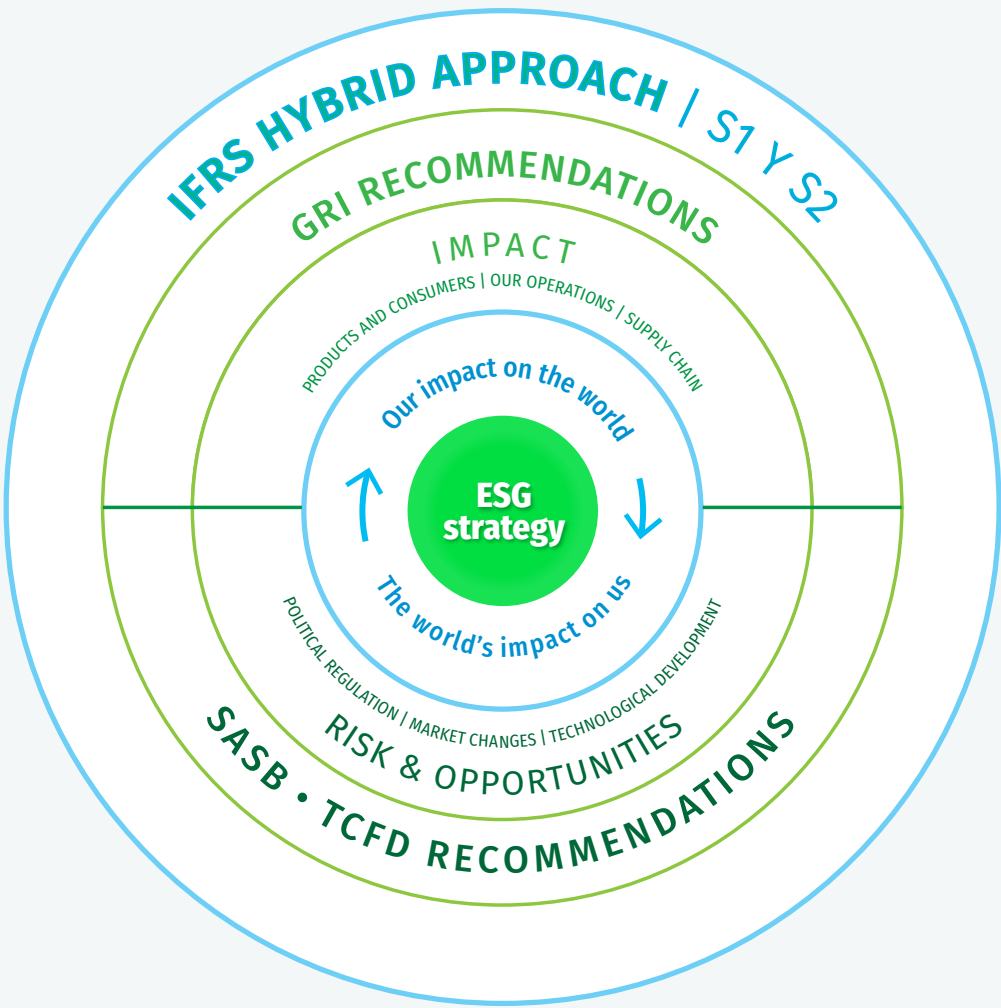 IFRS HYBRID APPROACH | S1 Y S2
GRI RECOMMENDATIONS
IMPACT
PRODUCTS AND CONSUMERS | OUR OPERATIONS | SUPPLY CHAIN
Our impact on the world
ESG
strategy
The world's impact on us
POLITICAL REGULATION | MARKET CHANGES | TECHNOLOGICAL DEVELOPMENT
RISK & OPPORTUNITIES
SASB • TCFD RECOMMENDATIONS